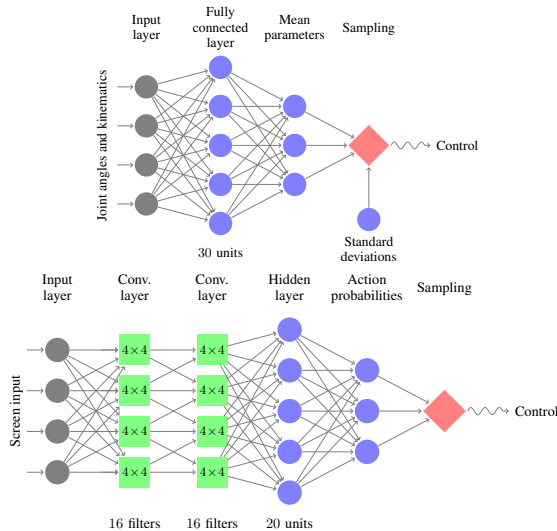 Input
layer
Fully
connected
layer
Mean
parameters
Sampling
Joint angles and kinematics
Control
30 units
Standard
deviations
Input
layer
Conv.
layer
Conv.
layer
Hidden
layer
Action
probabilities
Sampling
Screen input
4×4
4×4
4×4
4×4
4×4
4×4
4×4
4×4
Control
16 filters
16 filters
20 units